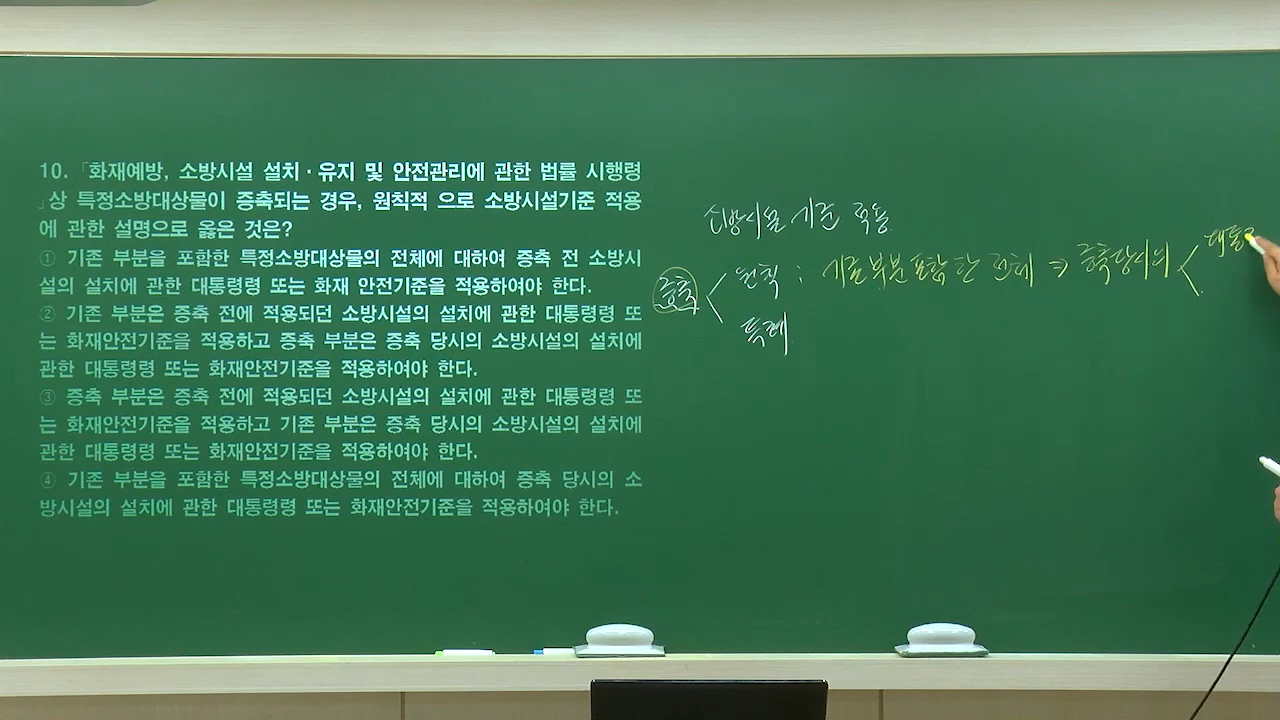 10. 「화재예방, 소방시설 설치·유지 및 안전관리에 관한 법률 시행령
」상 특정소방대상물이 증축되는 경우, 원칙적 으로 소방시설기준 적용
에 관한 설명으로 옳은 것은?
① 기존 부분을 포함한 특정소방대상물의 전체에 대하여 증축 전 소방시
설의 설치에 관한 대통령령 또는 화재 안전기준을 적용하여야 한다.
② 기존 부분은 증축 전에 적용되던 소방시설의 설치에 관한 대통령령 또
는 화재안전기준을 적용하고 증축 부분은 증축 당시의 소방시설의 설치에
관한 대통령령 또는 화재안전기준을 적용하여야 한다.
③ 증축 부분은 증축 전에 적용되던 소방시설의 설치에 관한 대통령령 또
는 화재안전기준을 적용하고 기존 부분은 증축 당시의 소방시설의 설치에
관한 대통령령 또는 화재안전기준을 적용하여야 한다.
④ 기존 부분을 포함한 특정소방대상물의 전체에 대하여 증축 당시의 소
방시설의 설치에 관한 대통령령 또는 화재안전기준을 적용하여야 한다.
소방시설 기준 적용
증축 < 원칙 : 기존부분 포함한 전체 ⇒ 증축당시의 < 대통
특례